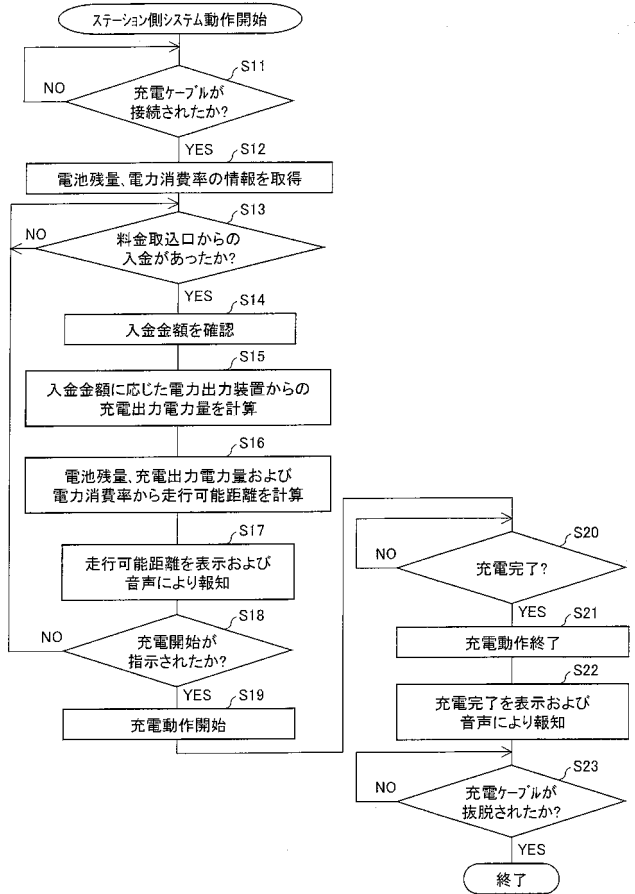 ステーション側システム動作開始
S11
充電ケーブルが
接続されたか?
NO
YES
S12
電池残量、電力消費率の情報を取得
S13
料金取込口からの
入金があったか?
NO
YES
S14
入金金額を確認
S15
入金金額に応じた電力出力装置からの
充電出力電力量を計算
S16
電池残量、充電出力電力量および
電力消費率から走行可能距離を計算
S17
走行可能距離を表示および
音声により報知
S18
充電開始が
指示されたか?
NO
YES
S19
充電動作開始
S20
充電完了?
NO
YES
S21
充電動作終了
S22
充電完了を表示および
音声により報知
S23
充電ケーブルが
抜脱されたか?
NO
YES
終了